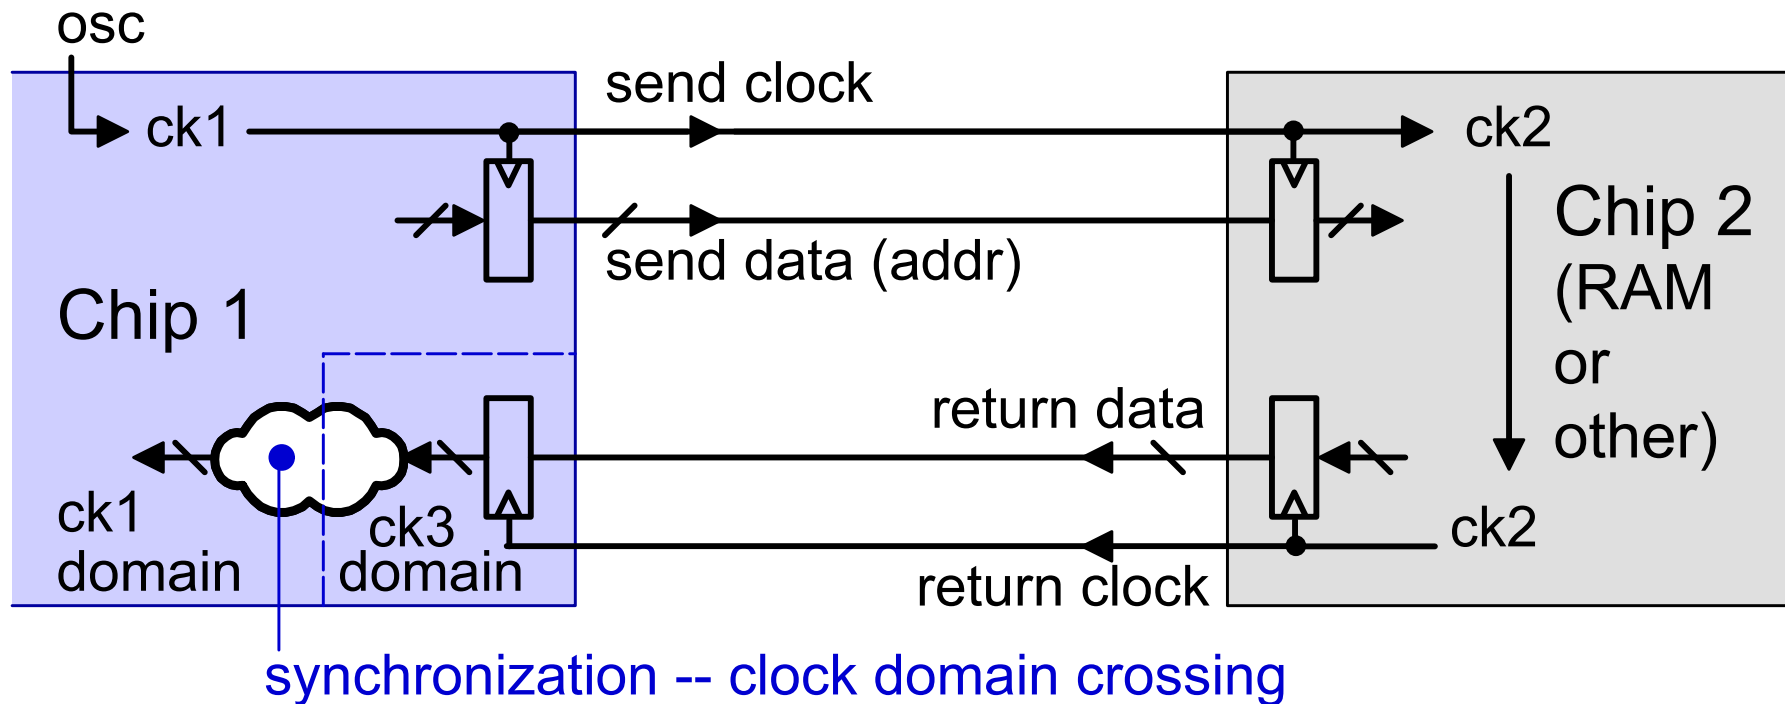 osc
send clock
ck1
ck2
send data (addr)
Chip 2
(RAM
or
other)
Chip 1
return data
ck1
domain
ck3
domain
ck2
return clock
synchronization -- clock domain crossing